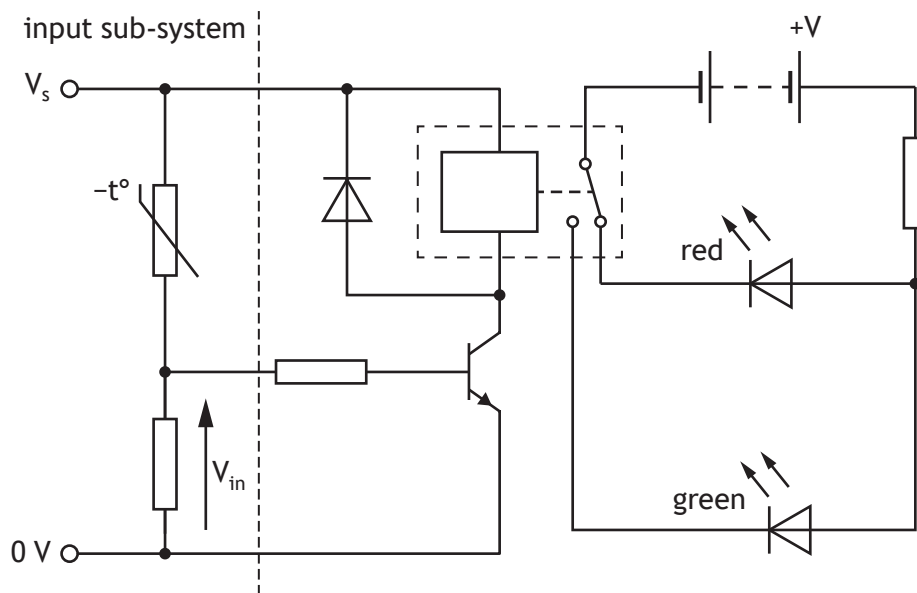 input sub-system
+V
Vₛ
–t°
red
Vᵢₙ
green
0 V